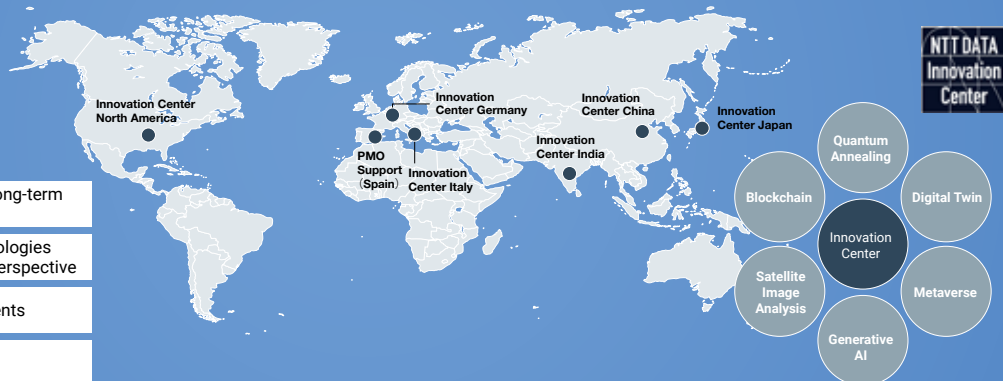 NTT DATA
Innovation
Center
Innovation Center
North America
Innovation
Center Germany
PMO
Support
(Spain)
Innovation
Center Italy
Innovation
Center India
Innovation
Center China
Innovation
Center Japan
ong-term
ologies
erspective
ents
Quantum
Annealing
Blockchain
Digital Twin
Innovation
Center
Satellite
Image
Analysis
Metaverse
Generative
AI